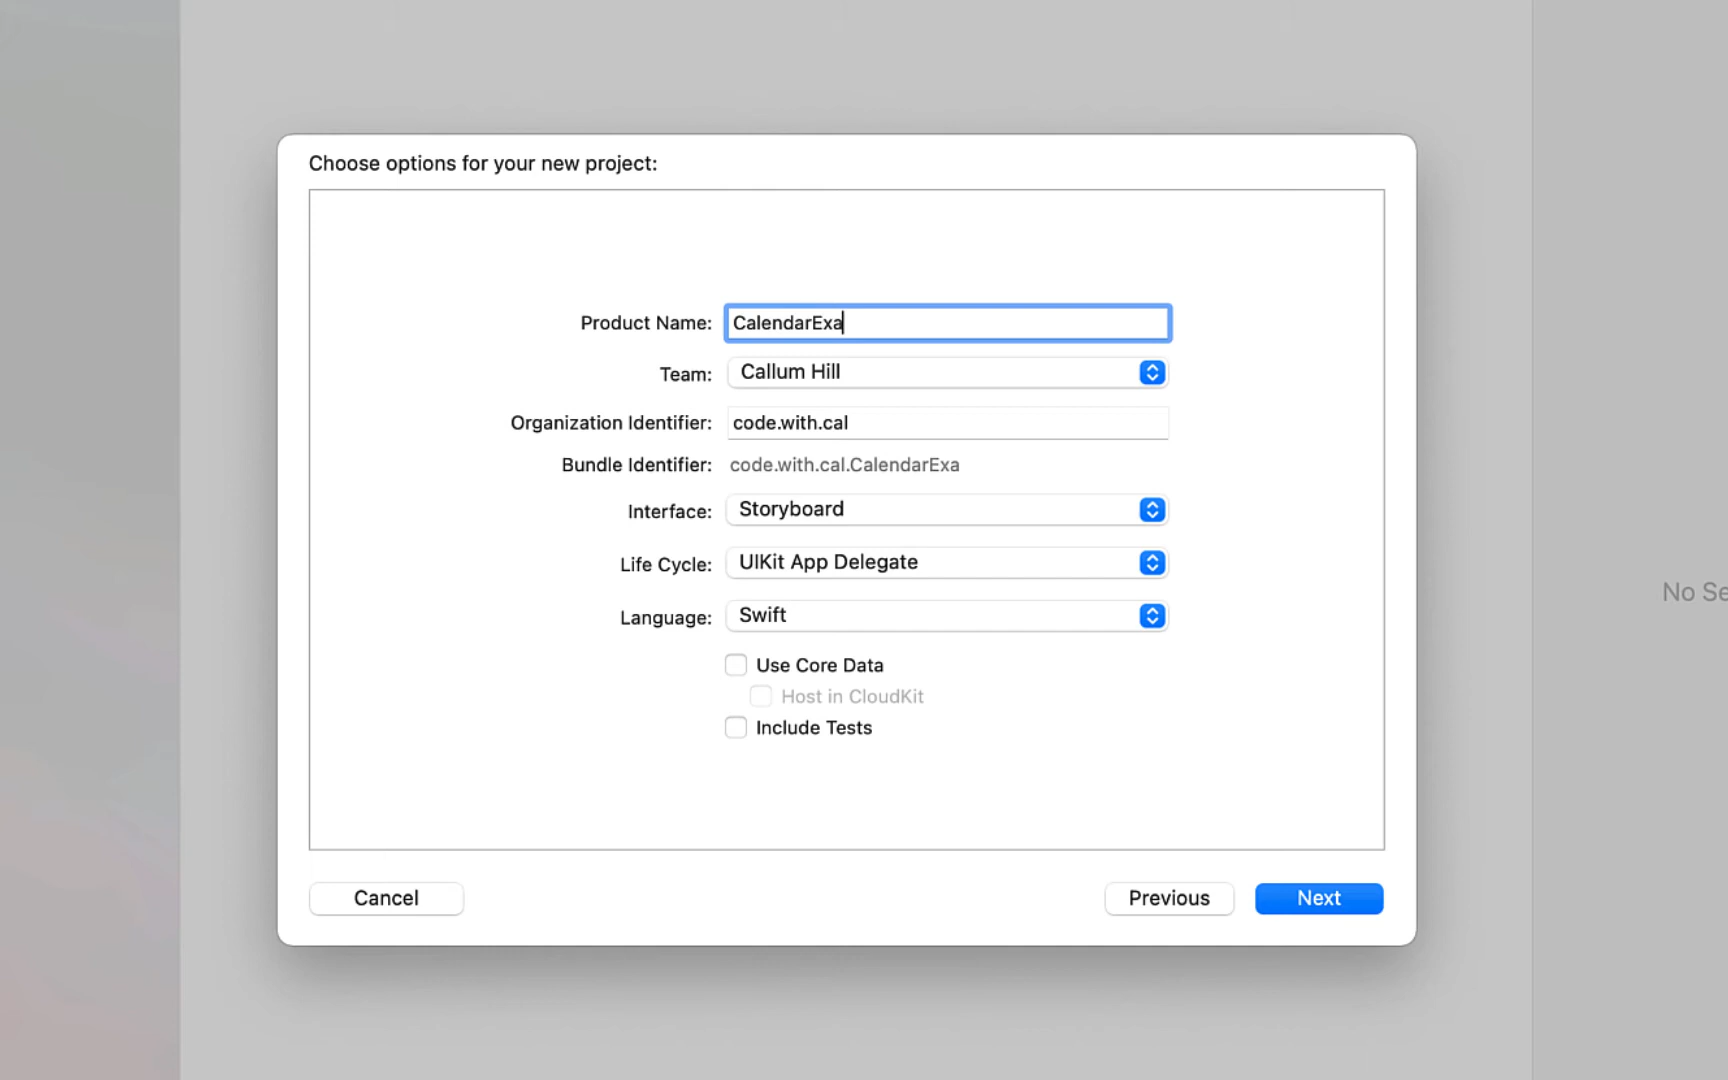 Choose options for your new project:
Product Name: CalendarExa
Team: Callum Hill
Organization Identifier: code.with.cal
Bundle Identifier: code.with.cal.CalendarExa
Interface: Storyboard
Life Cycle: UIKit App Delegate
No Se
Language: Swift
Use Core Data
Host in CloudKit
Include Tests
Cancel Previous Next